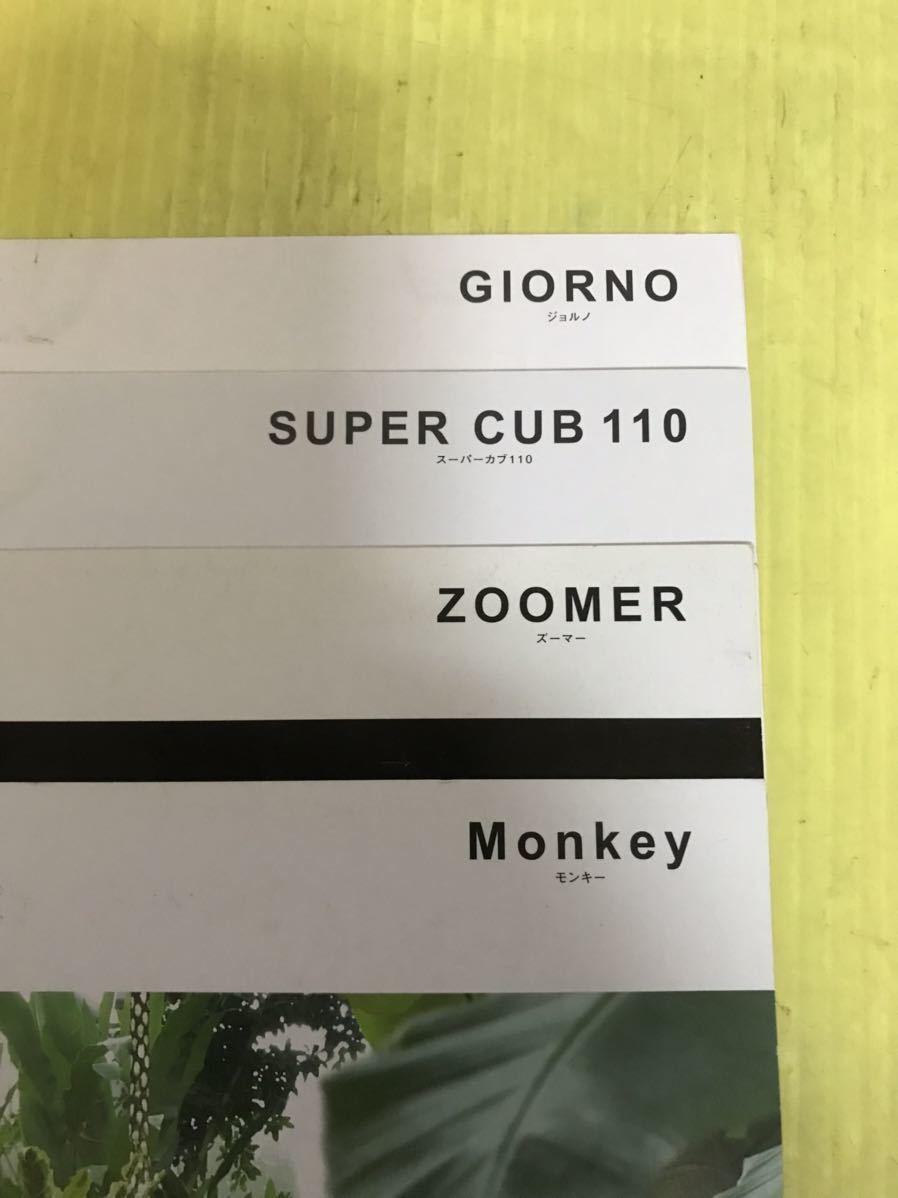 GIORNO
ジョルノ
SUPER CUB 110
スーパーカブ110
ZOOMER
ズーマー
Monkey
モンキー